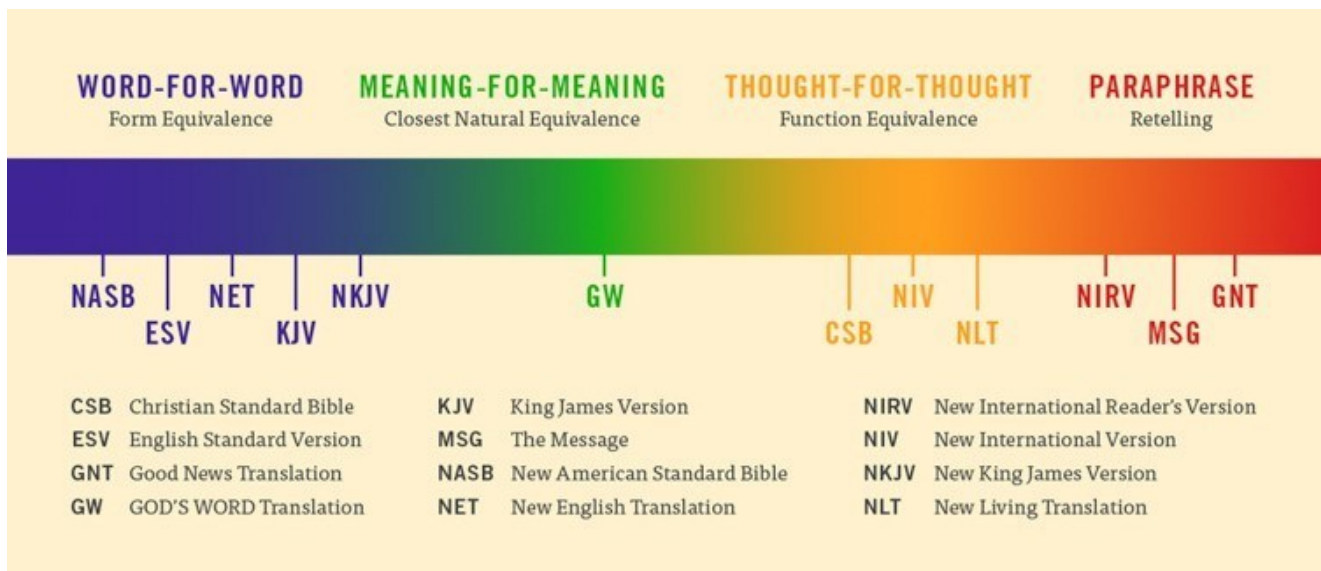 WORD-FOR-WORD
Form Equivalence
MEANING-FOR-MEANING
Closest Natural Equivalence
THOUGHT-FOR-THOUGHT
Function Equivalence
PARAPHRASE
Retelling
NASB
ESV
NET
KJV
NKJV
GW
CSB
NIV
NLT
NIRV
MSG
GNT
CSB Christian Standard Bible
ESV English Standard Version
GNT Good News Translation
GW GOD'S WORD Translation
KJV King James Version
MSG The Message
NASB New American Standard Bible
NET New English Translation
NIRV New International Reader's Version
NIV New International Version
NKJV New King James Version
NLT New Living Translation